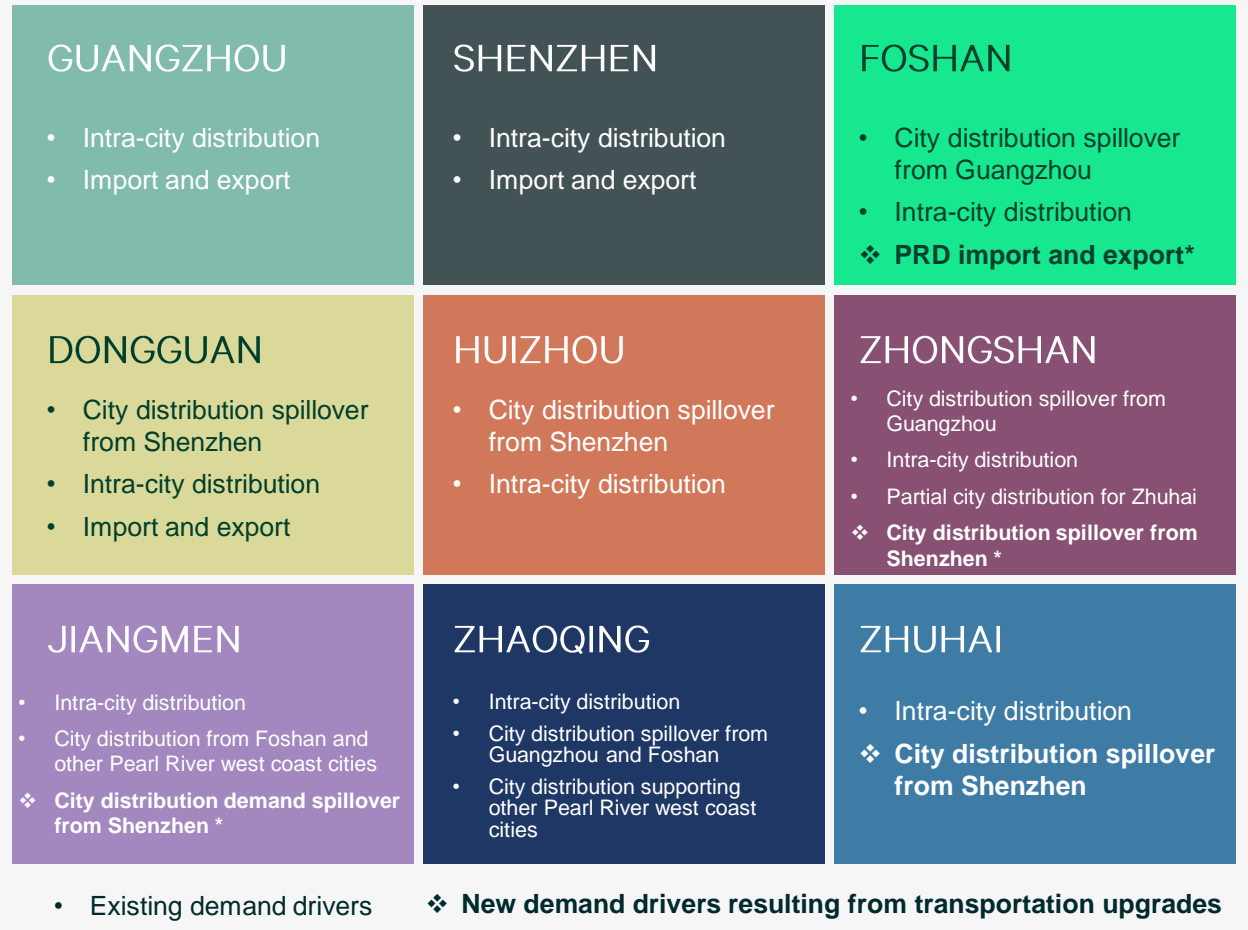 GUANGZHOU
• Intra-city distribution
• Import and export
SHENZHEN
• Intra-city distribution
• Import and export
FOSHAN
• City distribution spillover
from Guangzhou
• Intra-city distribution
❖ PRD import and export*
DONGGUAN
• City distribution spillover
from Shenzhen
• Intra-city distribution
• Import and export
HUIZHOU
• City distribution spillover
from Shenzhen
• Intra-city distribution
ZHONGSHAN
• City distribution spillover from
Guangzhou
• Intra-city distribution
• Partial city distribution for Zhuhai
❖ City distribution spillover from
Shenzhen *
JIANGMEN
• Intra-city distribution
• City distribution from Foshan and
other Pearl River west coast cities
❖ City distribution demand spillover
from Shenzhen *
ZHAOQING
• Intra-city distribution
• City distribution spillover from
Guangzhou and Foshan
• City distribution supporting
other Pearl River west coast
cities
ZHUHAI
• Intra-city distribution
❖ City distribution spillover
from Shenzhen
• Existing demand drivers
❖ New demand drivers resulting from transportation upgrades